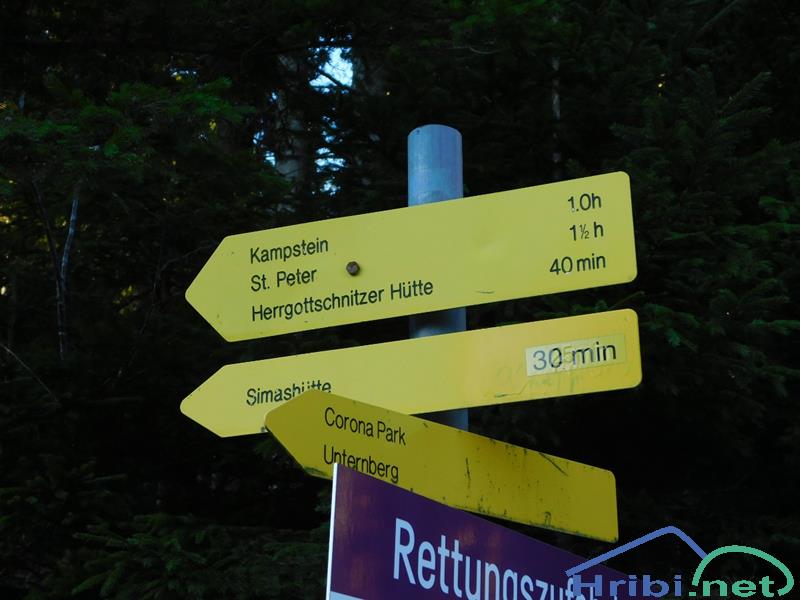 Kampstein 1.0h
St. Peter 1½ h
Herrgottschnitzer Hütte 40 min
Simashütte 30 min
Corona Park
Unternberg
Hribi.net